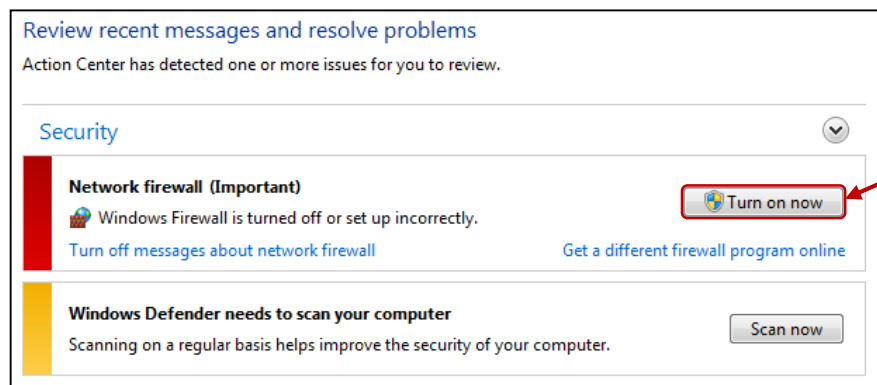 Review recent messages and resolve problems
Action Center has detected one or more issues for you to review.
Security
Network firewall (Important)
Windows Firewall is turned off or set up incorrectly.
Turn on now
Turn off messages about network firewall
Get a different firewall program online
Windows Defender needs to scan your computer
Scanning on a regular basis helps improve the security of your computer.
Scan now